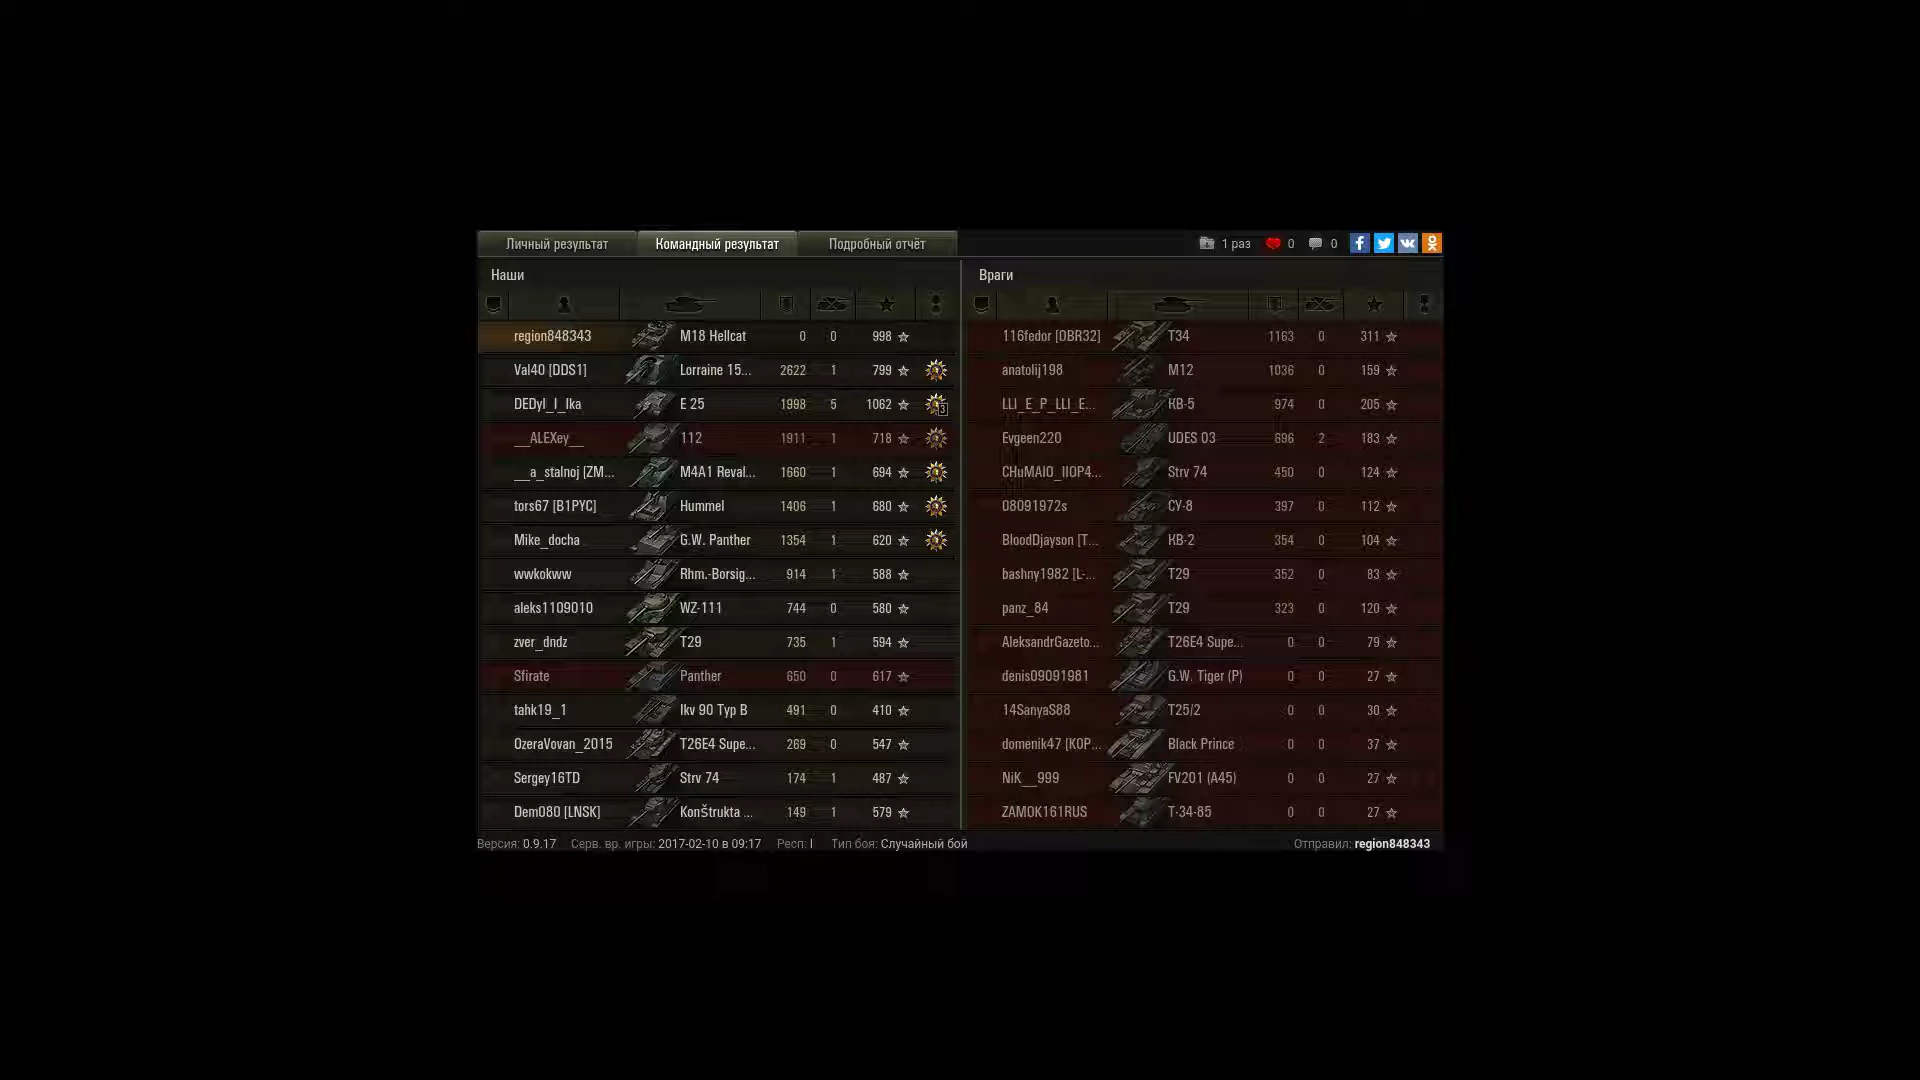 Личный результат Командный результат Подробный отчёт 1 раз 0 0
Наши Враги
region848343 M18 Hellcat 0 0 998 116fedor [OBR32] T34 1163 0 311
Val40 [DDS1] Lorraine 15... 2622 1 799 anatolij198 M12 1036 0 159
DEDyl_I_Ika E 25 1998 5 1062 3 LLI_E_P_LLI_E... КВ-5 974 0 205
__ALEXey__ 112 1911 1 718 Evgeen220 UDES 03 696 2 183
__a_stalnoj [ZM... M4A1 Reval... 1660 1 694 CHuMAIO_IIOP4... Strv 74 450 0 124
tors67 [B1PYC] Hummel 1406 1 680 08091972s СУ-8 397 0 112
Mike_docha G.W. Panther 1354 1 620 BloodDjayson [T... КВ-2 354 0 104
wwkokww Rhm.-Borsig... 914 1 588 bashny1982 [L-... T29 352 0 83
aleks1109010 WZ-111 744 0 580 panz_84 T29 323 0 120
zver_dndz T29 735 1 594 AleksandrGazeto... T26E4 Supe... 0 0 79
Sfirate Panther 650 0 617 denis09091981 G.W. Tiger (P) 0 0 27
tahk19_1 Ikv 90 Typ B 491 0 410 14SanyaS88 T25/2 0 0 30
OzeraVovan_2015 T26E4 Supe... 269 0 547 domenik47 [KOP... Black Prince 0 0 37
Sergey16TD Strv 74 174 1 487 NiK__999 FV201 (A45) 0 0 27
Dem080 [LNSK] Konštrukta ... 149 1 579 ZAMOK161RUS Т-34-85 0 0 27
Версия: 0.9.17 Серв. вр. игры: 2017-02-10 в 09:17 Респ: I Тип боя: Случайный бой Отправил: region848343